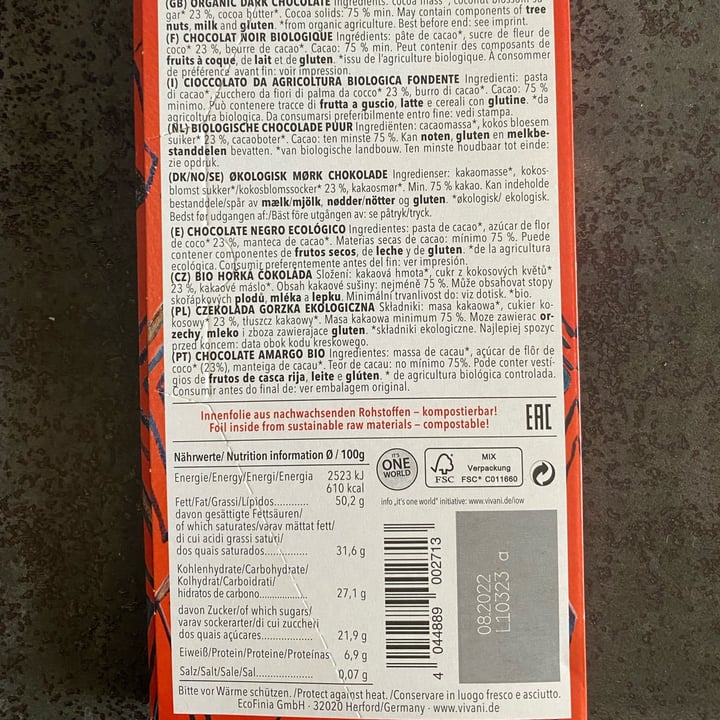 (GB) ORGANIC DARK CHOCOLATE Ingredients: cocoa mass*, coconut blossom su-
gar* 23 %, cocoa butter*. Cocoa solids: 75 % min. May contain components of tree
nuts, milk and gluten. *from organic agriculture. Best before end: see imprint.
(F) CHOCOLAT NOIR BIOLOGIQUE Ingrédients: pâte de cacao*, sucre de fleur de
coco* 23 %, beurre de cacao*. Cacao: 75 % min. Peut contenir des composants de
fruits à coque, de lait et de gluten. *issu de l'agriculture biologique. À consommer
de préférence avant fin: voir impression.
(I) CIOCCOLATO DA AGRICOLTURA BIOLOGICA FONDENTE Ingredienti: pasta
di cacao*, zucchero da fiori di palma da cocco* 23 %, burro di cacao*. Cacao: 75 %
minimo. Può contenere tracce di frutta a guscio, latte e cereali con glutine. *da
agricoltura biologica. Da consumarsi preferibilmente entro fine: vedi stampa.
(NL) BIOLOGISCHE CHOCOLADE PUUR Ingrediënten: cacaomassa*, kokos bloesem
suiker* 23 %, cacaoboter*. Cacao: ten minste 75 %. Kan noten, gluten en melkbe-
standdelen bevatten. *van biologische landbouw. Ten minste houdbaar tot einde:
zie opdruk.
(DK/NO/SE) ØKOLOGISK MØRK CHOKOLADE Ingredienser: kakaomasse*, kokos-
blomst sukker*/kokosblomssocker* 23 %, kakaosmør*. Min. 75 % kakao. Kan indeholde
bestanddele/spår av mælk/mjölk, nødder/nötter og gluten. *økologisk/ ekologisk.
Bedst før udgangen af:/Bäst före utgången av: se påtryk/tryck.
(E) CHOCOLATE NEGRO ECOLÓGICO Ingredientes: pasta de cacao*, azúcar de flor
de coco* 23 %, manteca de cacao*. Materias secas de cacao: mínimo 75 %. Puede
contener componentes de frutos secos, de leche y de gluten. *de la agricultura
ecológica. Consumir preferentemente antes del fin: ver impresión.
(CZ) BIO HOŘKÁ ČOKOLÁDA Složení: kakaová hmota*, cukr z kokosových květů*
23 %, kakaové máslo*. Obsah kakaové sušiny: nejméně 75 %. Může obsahovat stopy
skořápkových plodů, mléka a lepku. Minimální trvanlivost do: viz dotisk. *bio.
(PL) CZEKOLADA GORZKA EKOLOGICZNA Składniki: masa kakaowa*, cukier ko-
kosowy* 23 %, tłuszcz kakaowy*. Masa kakaowa minimum 75 %. Może zawierać or-
zechy, mleko i zboża zawierające gluten. *składniki ekologiczne. Najlepiej spożyć
przed końcem: data obok kodu kreskowego.
(PT) CHOCOLATE AMARGO BIO Ingredientes: massa de cacau*, açúcar de flôr de
coco* (23%), manteiga de cacau*. Teor de cacau: no mínimo 75%. Pode conter vestí-
gios de frutos de casca rija, leite e glúten. * de agricultura biológica controlada.
Consumir antes do final de: ver embalagem original.
Innenfolie aus nachwachsenden Rohstoffen – kompostierbar!
Foil inside from sustainable raw materials – compostable!
EAC
Nährwerte/ Nutrition information Ø / 100g
Energie/Energy/Energi/Energia 2523 kJ
610 kcal
Fett/Fat/Grassi/Lípidos............ 50,2 g
davon gesättigte Fettsäuren/
of which saturates/varav mättat fett/
di cui acidi grassi saturi/
dos quais saturados.................. 31,6 g
Kohlenhydrate/Carbohydrate/
Kolhydrat/Carboidrati/
hidratos de carbono................... 27,1 g
davon Zucker/of which sugars/
varav sockerarter/di cui zuccheri
dos quais açúcares................... 21,9 g
Eiweiß/Protein/Proteine/Proteínas 6,9 g
Salz/Salt/Sale/Sal................... 0,07 g
IT'S
ONE
WORLD
FSC
MIX
Verpackung
FSC® C011660
info „it's one world" initiative: www.vivani.de/iow
4 044889 002713
08.2022
L10323 a
Bitte vor Wärme schützen. /Protect against heat. /Conservare in luogo fresco e asciutto.
EcoFinia GmbH · 32020 Herford/Germany · www.vivani.de